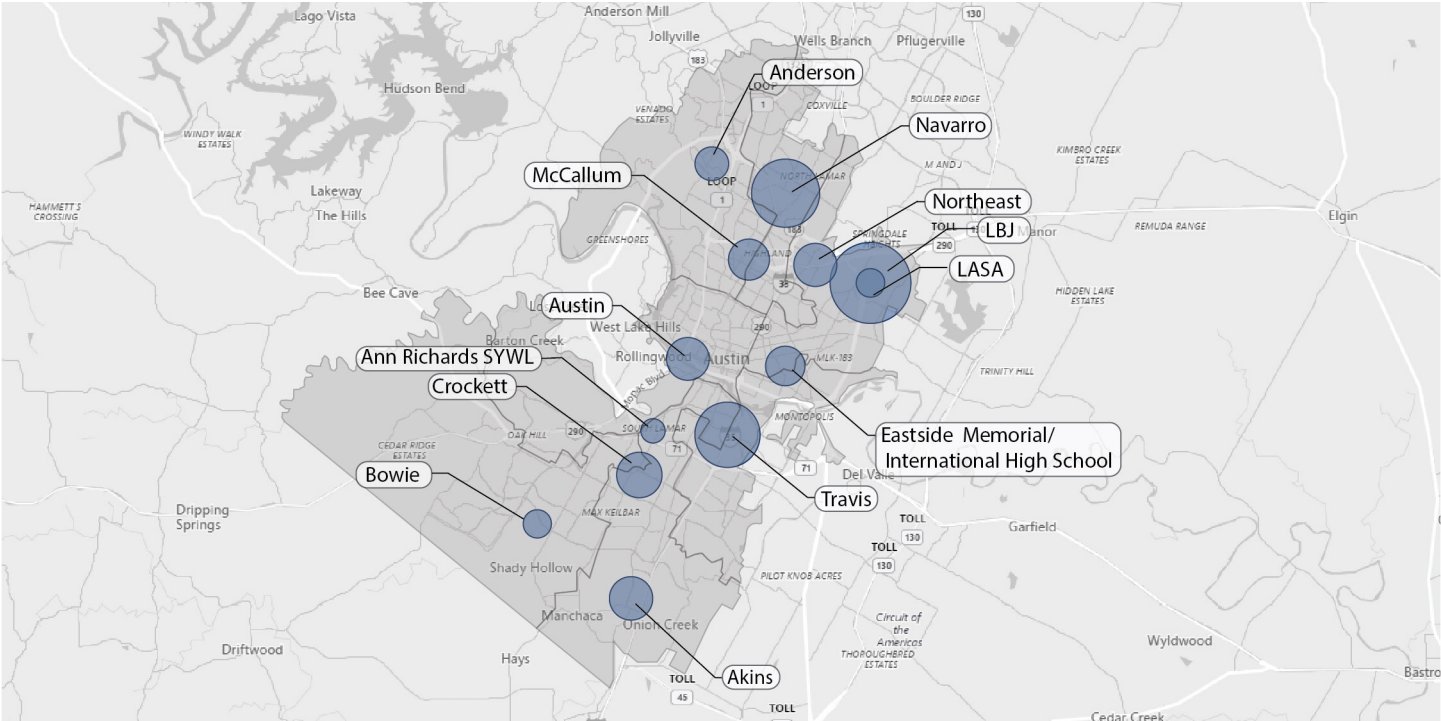 Lago Vista
Anderson Mill
130
Jollyville
Wells Branch
Pflugerville
183
Anderson
Hudson Bend
LOOP
1
VENADO
ESTATES
COXVILLE
BOULDER RIDGE
WINDY WALK
ESTATES
Navarro
KIMBRO CREEK
ESTATES
M AND J
McCallum
NORTH LAMAR
LOOP
1
Lakeway
The Hills
HAMMETT'S
CROSSING
Northeast
TOLL
Elgin
183
SPRINGDALE
HEIGHTS
TOLL
130
LBJ
Manor
290
REMUDA RANGE
GREENSHORES
HIGHLAND
LASA
35
Bee Cave
HIDDEN LAKE
ESTATES
Austin
West Lake Hills
290
Barton Creek
Ann Richards SYWL
Rollingwood
Austin
MLK-183
Mopac Blvd
TRINITY HILL
Crockett
MONTOPOLIS
SOUTH LAMAR
OAK HILL
290
71
CEDAR RIDGE
ESTATES
Eastside Memorial/
International High School
71
Del Valle
Bowie
Travis
Dripping
Springs
MAX KEILBAR
TOLL
130
Garfield
TOLL
130
Shady Hollow
PILOT KNOB ACRES
Manchaca
Onion Creek
Circuit of
the
Americas
THOROUGHBRED
ESTATES
Wyldwood
Driftwood
Hays
Akins
TOLL
45
Bastro
TOLL
Cedar Creek